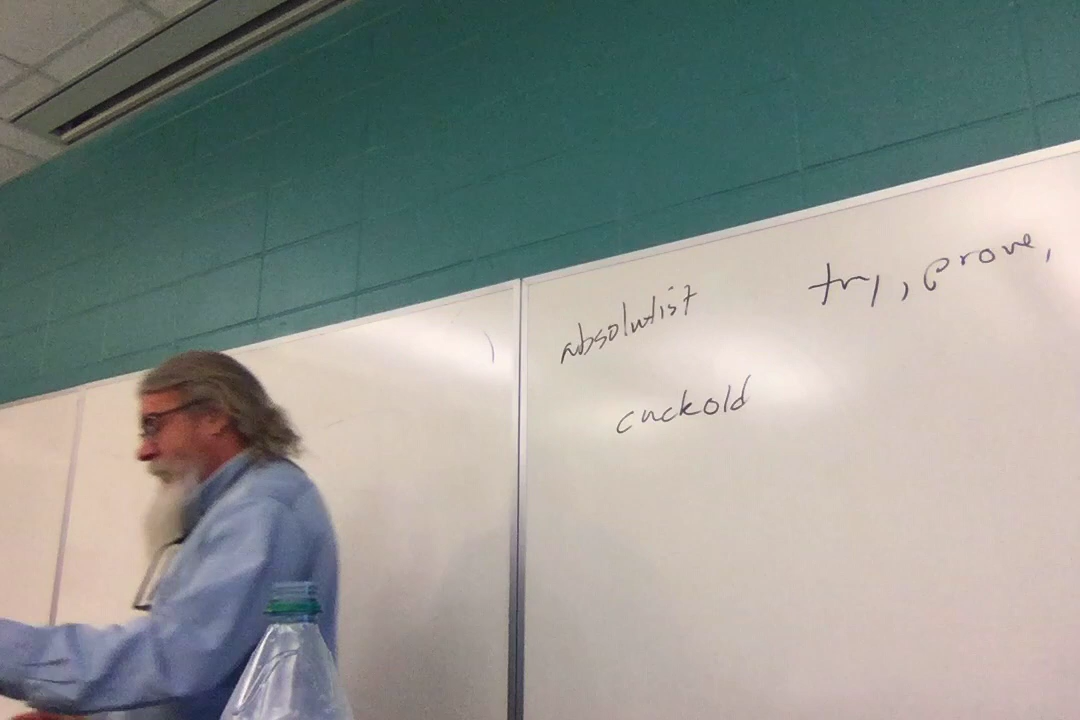 absolutist
try, prove,
cuckold